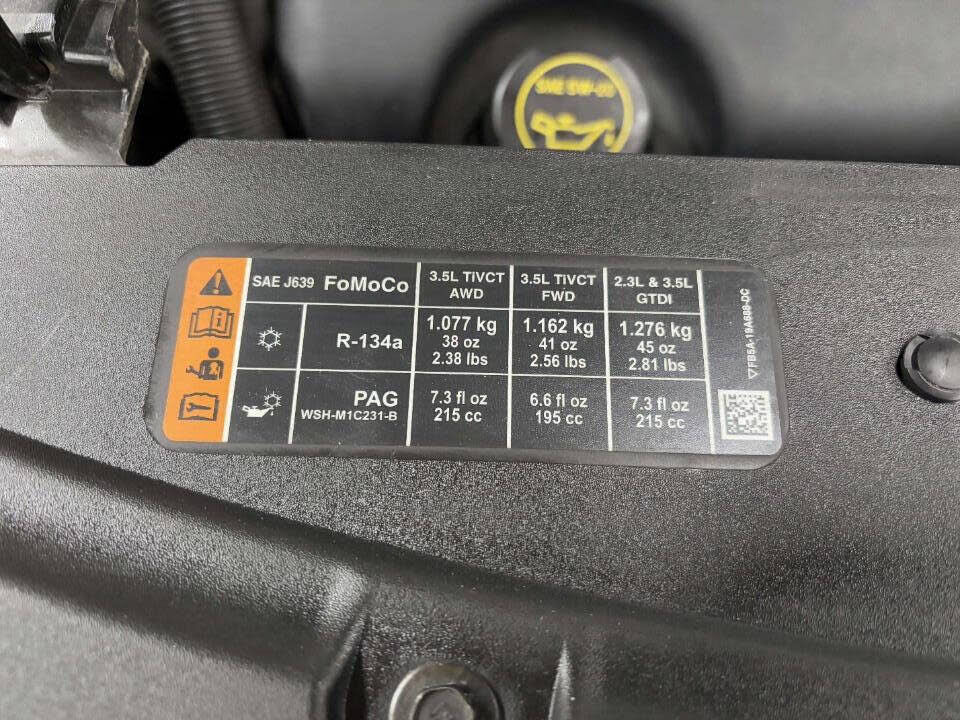 SAE 5W-20
SAE J639 FoMoCo
3.5L TiVCT
AWD
3.5L TiVCT
FWD
2.3L & 3.5L
GTDI
R-134a
1.077 kg
38 oz
2.38 lbs
1.162 kg
41 oz
2.56 lbs
1.276 kg
45 oz
2.81 lbs
PAG
WSH-M1C231-B
7.3 fl oz
215 cc
6.6 fl oz
195 cc
7.3 fl oz
215 cc
FB5A-19A688-DC